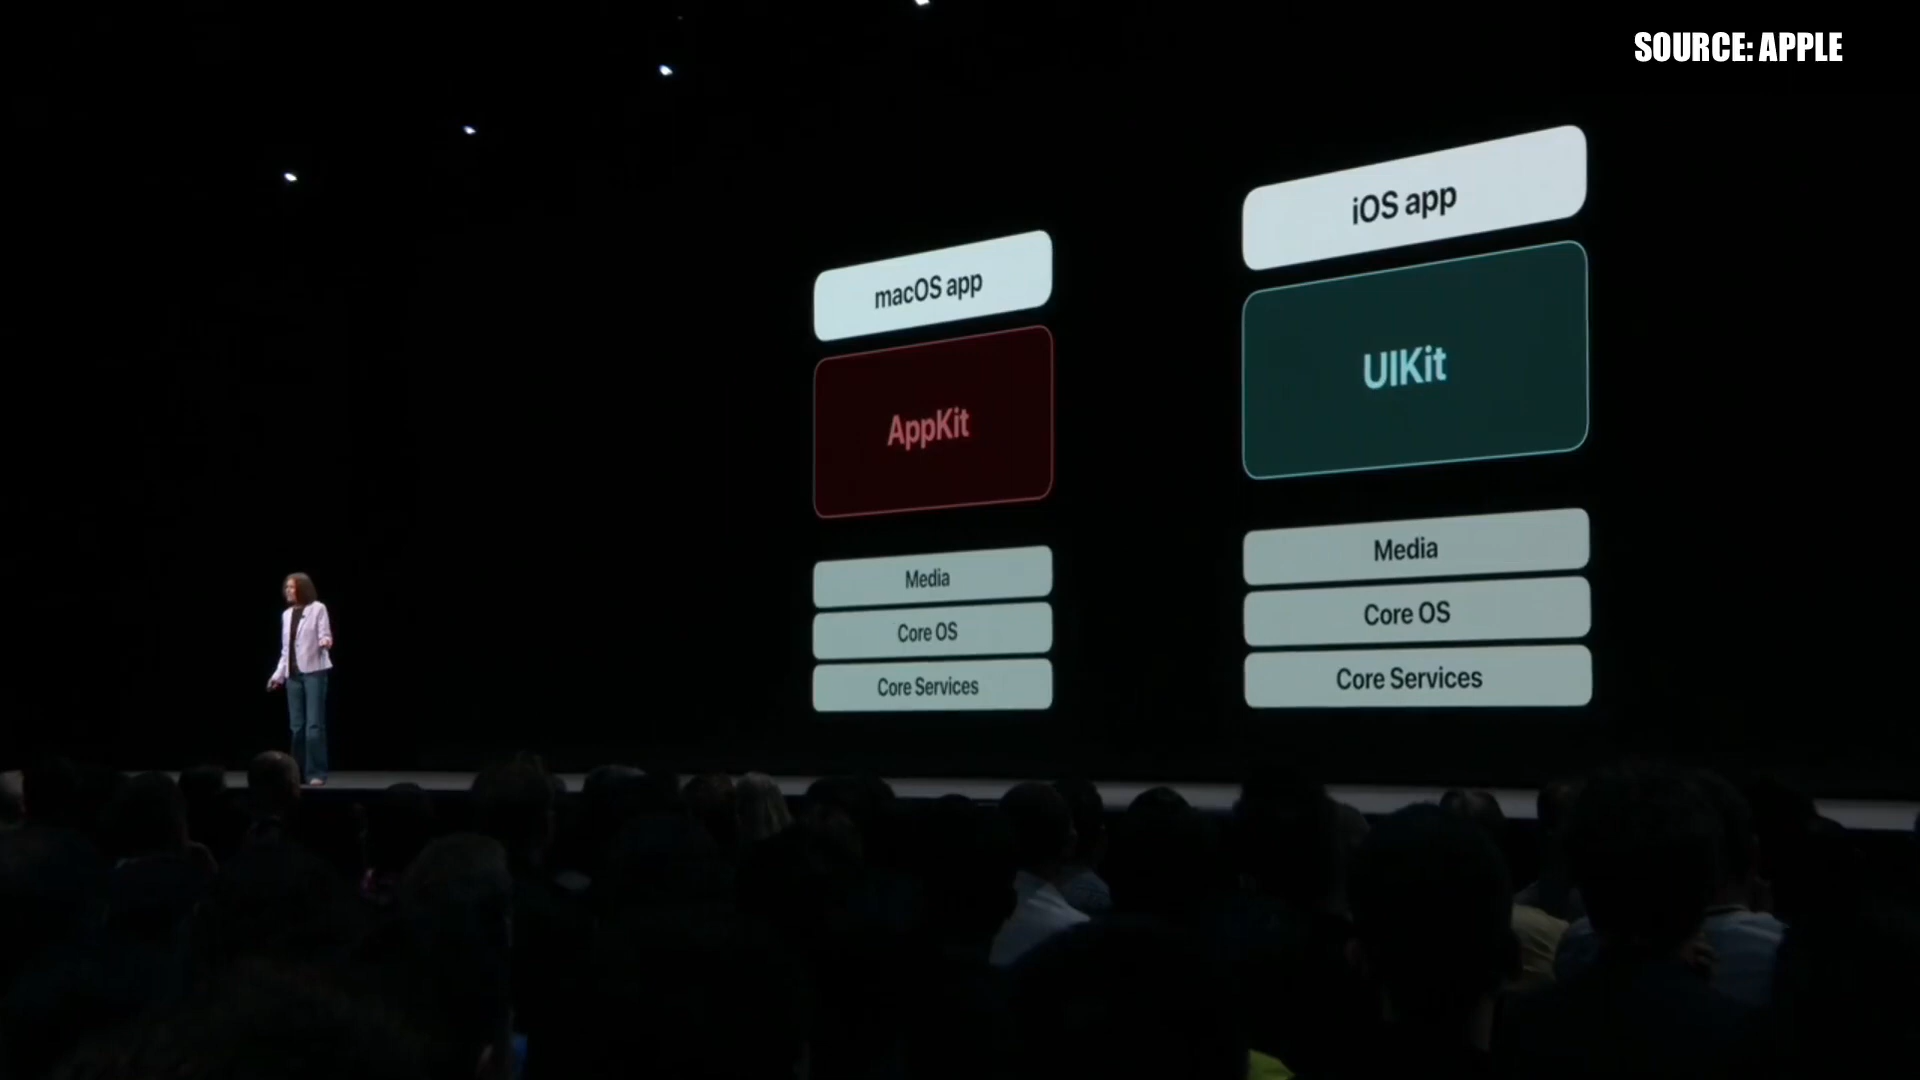 SOURCE: APPLE
macOS app
AppKit
Media
Core OS
Core Services
iOS app
UIKit
Media
Core OS
Core Services